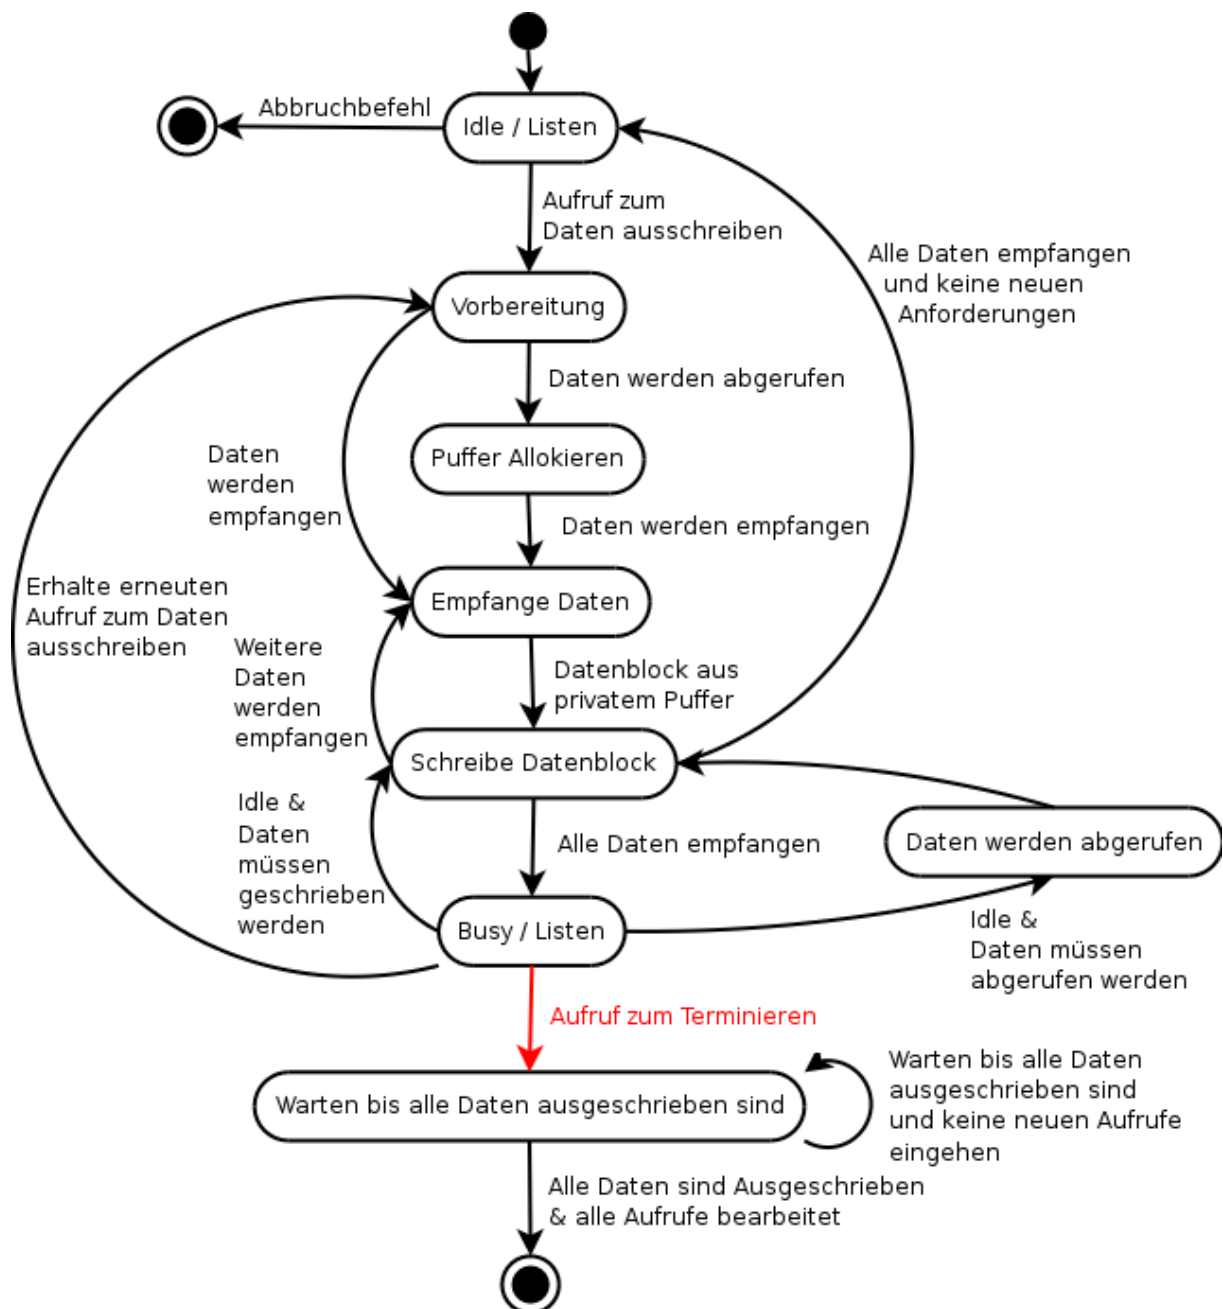 Abbruchbefehl
Idle / Listen
Aufruf zum
Daten ausschreiben
Alle Daten empfangen
und keine neuen
Anforderungen
Vorbereitung
Daten werden abgerufen
Puffer Allokieren
Daten
werden
empfangen
Daten werden empfangen
Erhalte erneuten
Aufruf zum Daten
ausschreiben
Empfange Daten
Weitere
Daten
werden
empfangen
Datenblock aus
privatem Puffer
Schreibe Datenblock
Idle &
Daten
müssen
geschrieben
werden
Alle Daten empfangen
Daten werden abgerufen
Busy / Listen
Idle &
Daten müssen
abgerufen werden
Aufruf zum Terminieren
Warten bis alle Daten ausgeschrieben sind
Warten bis alle Daten
ausgeschrieben sind
und keine neuen Aufrufe
eingehen
Alle Daten sind Ausgeschrieben
& alle Aufrufe bearbeitet